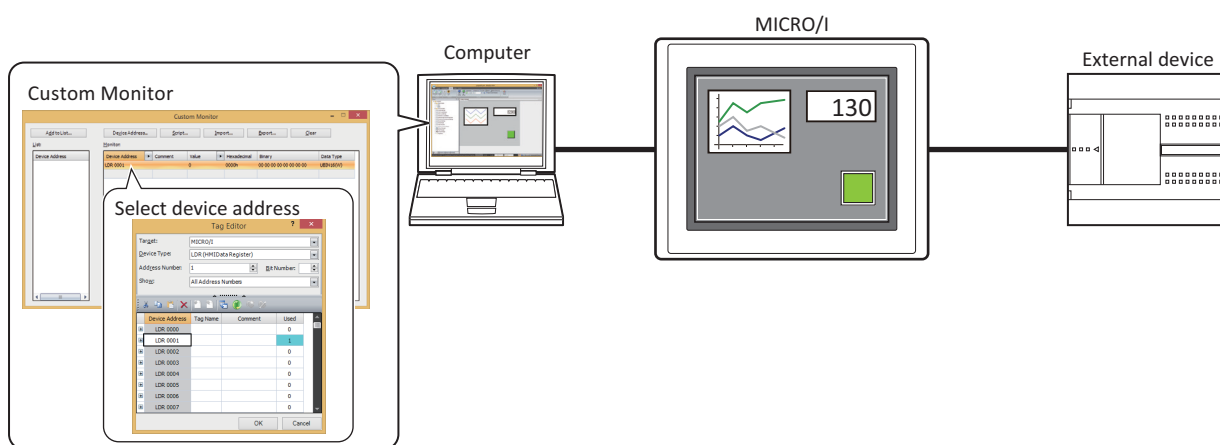 MICRO/I
Computer
External device
Custom Monitor
Custom Monitor
Add to List...
Device Address...
Script...
Import...
Export...
Clear
List
Monitor
Device Address
Device Address Comment Value Hexadecimal Binary Data Type
LDR 0001 0 0000H 00 00 00 00 00 00 00 00 UBIN16(W)
130
Select device address
Tag Editor ?
Target: MICRO/I
Device Type: LDR (HMI Data Register)
Address Number: 1 Bit Number:
Show: All Address Numbers
Device Address Tag Name Comment Used
LDR 0000 0
LDR 0001 1
LDR 0002 0
LDR 0003 0
LDR 0004 0
LDR 0005 0
LDR 0006 0
LDR 0007 0
OK Cancel